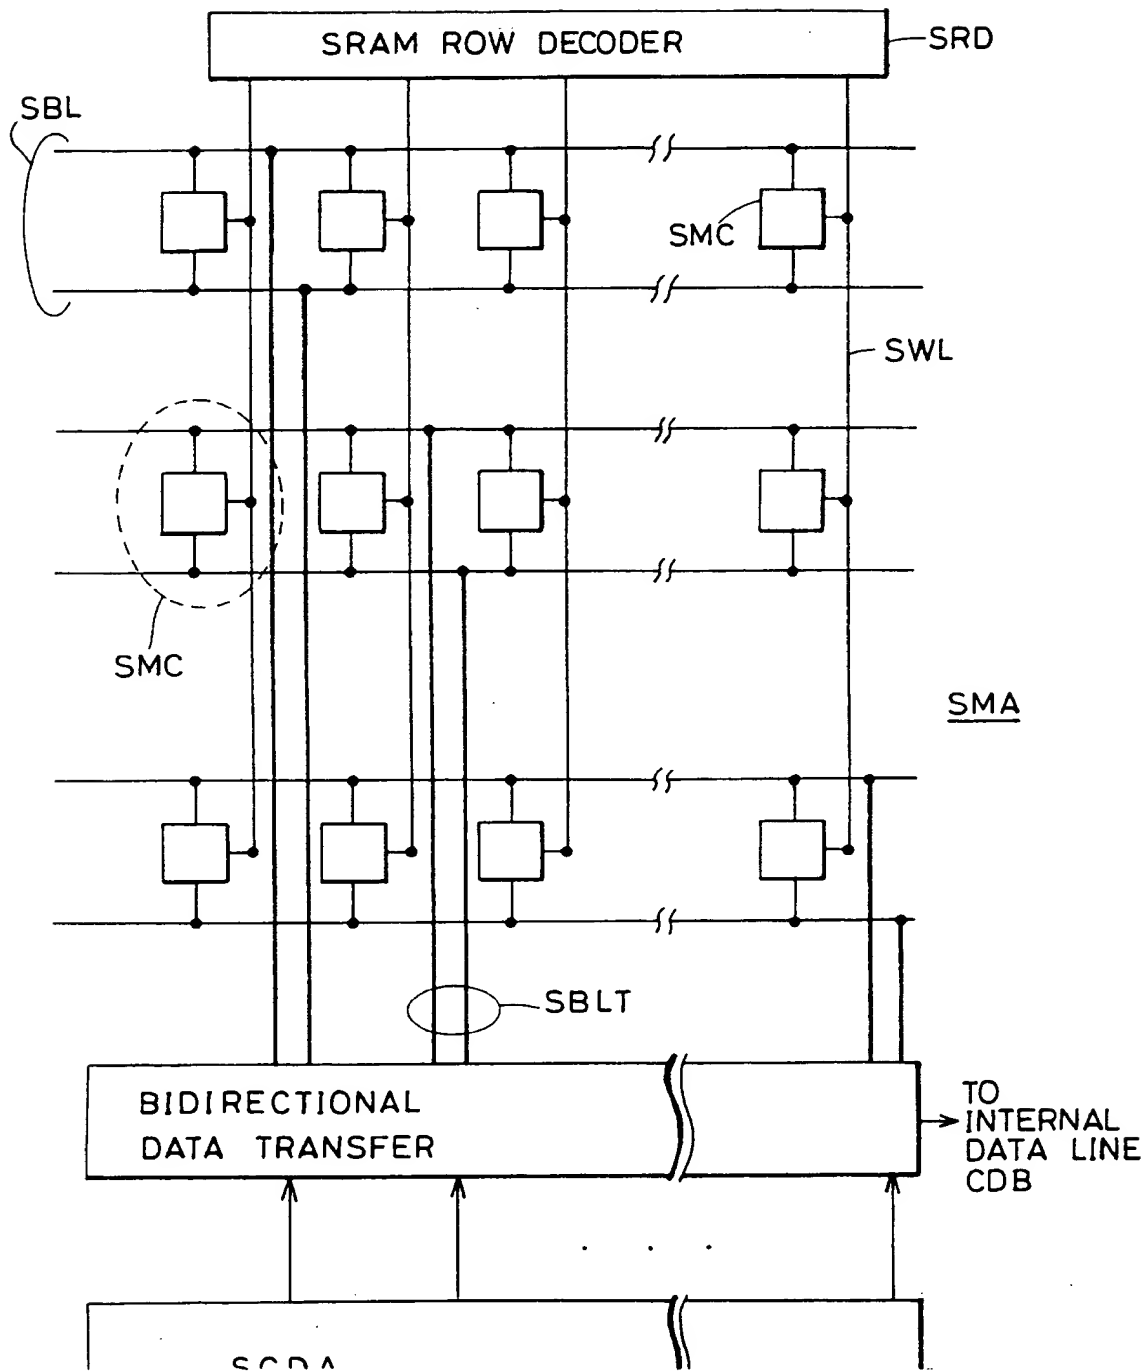 SRAM ROW DECODER
SRD
SBL
SMC
SWL
SMC
SMA
SBLT
BIDIRECTIONAL
DATA TRANSFER
TO
INTERNAL
DATA LINE
CDB